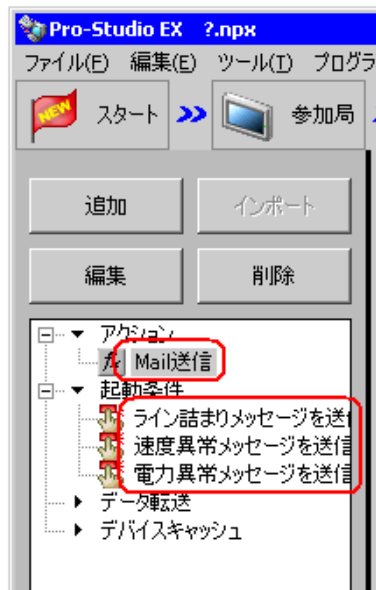 Pro-Studio EX ?.npx
ファイル(F) 編集(E) ツール(T) プログラ
NEW スタート 参加局
追加 インポート
編集 削除
アクション
fx Mail送信
起動条件
ライン詰まりメッセージを送信
速度異常メッセージを送信
電力異常メッセージを送信
データ転送
デバイスキャッシュ